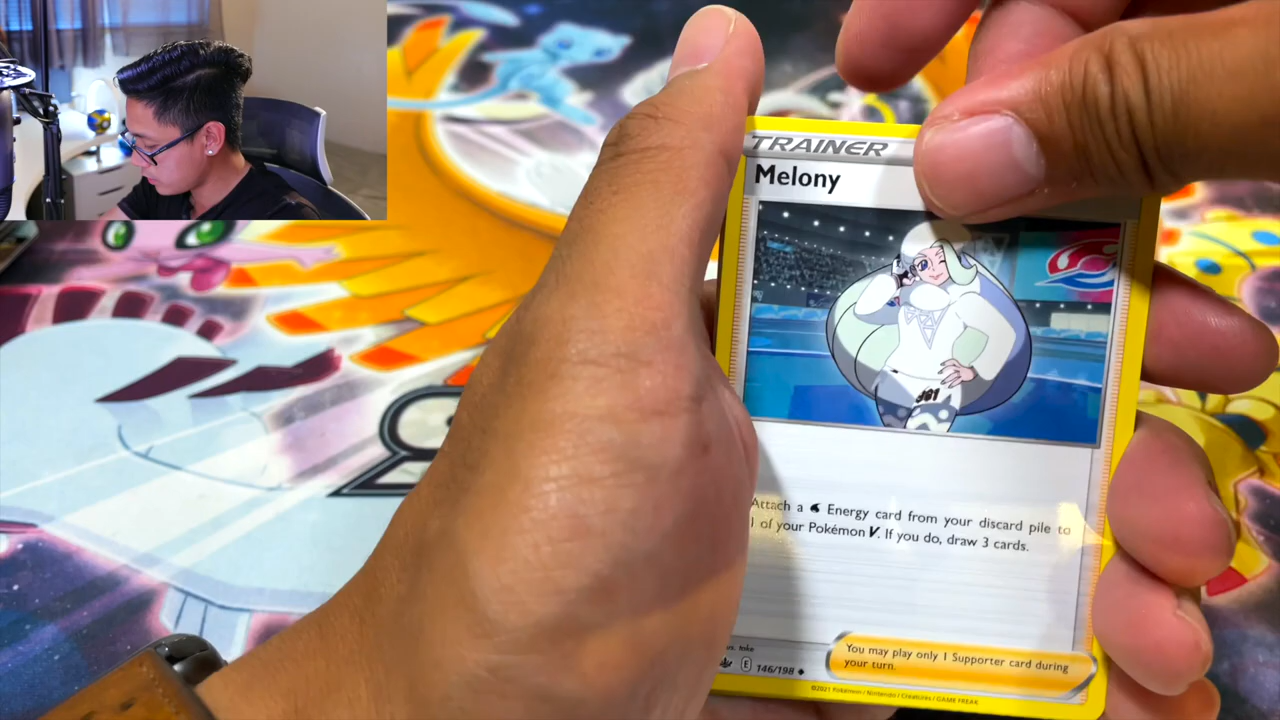 TRAINER
Melony
Attach a Energy card from your discard pile to
1 of your Pokémon V. If you do, draw 3 cards.
us. take
E 146/198
You may play only 1 Supporter card during
your turn.
©2021 Pokémon / Nintendo / Creatures / GAME FREAK